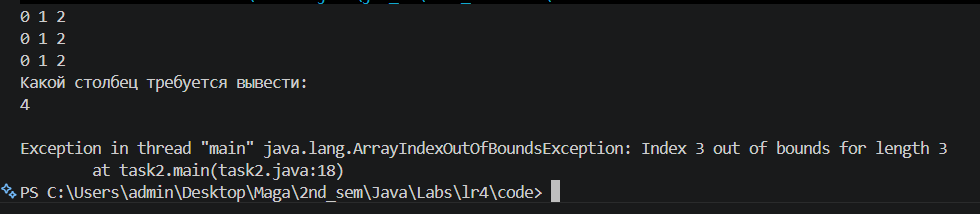 0 1 2
0 1 2
0 1 2
Какой столбец требуется вывести:
4
Exception in thread "main" java.lang.ArrayIndexOutOfBoundsException: Index 3 out of bounds for length 3
at task2.main(task2.java:18)
PS C:\Users\admin\Desktop\Maga\2nd_sem\Java\Labs\lr4\code>